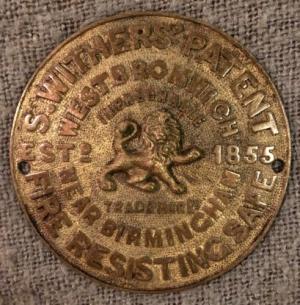 S. WITHERS' PATENT
ESTD 1855
FIRE RESISTING SAFE
WEST BROMWICH
NEAR BIRMINGHAM
TRADE MARK